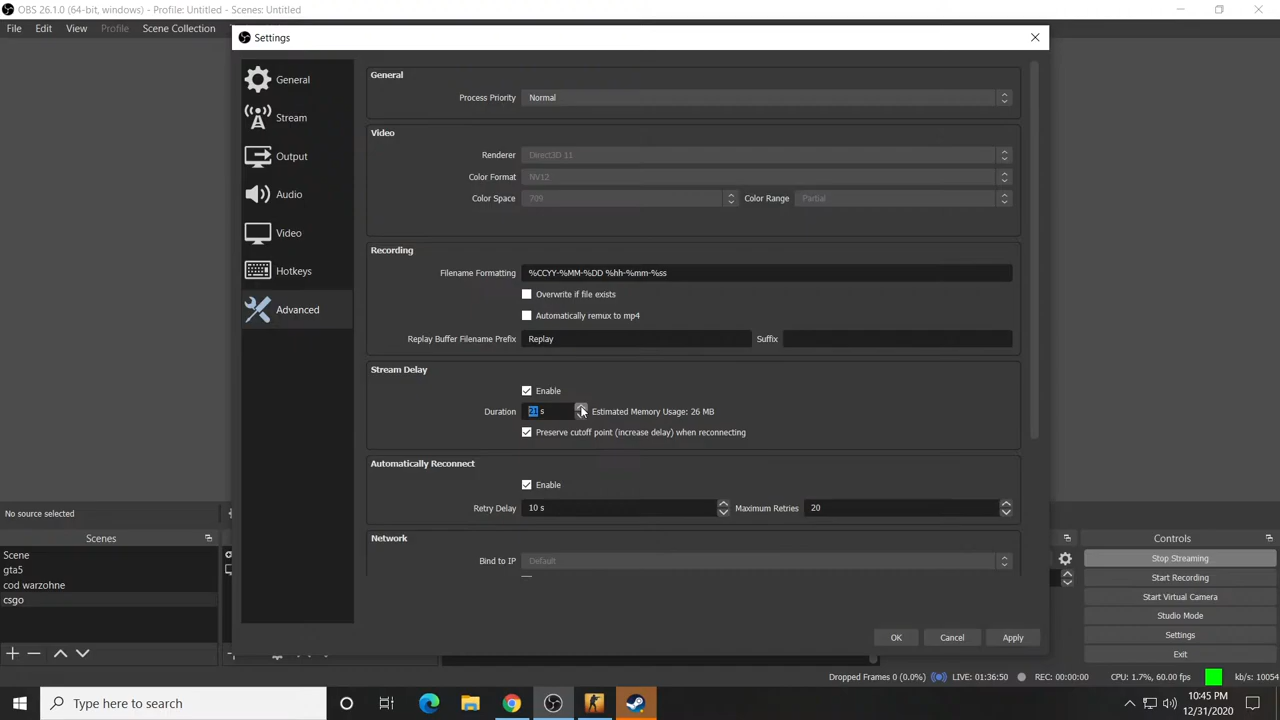 OBS 26.1.0 (64-bit, windows) - Profile: Untitled - Scenes: Untitled
File Edit View Profile Scene Collection
Settings
General
Stream
Output
Audio
Video
Hotkeys
Advanced
General
Process Priority Normal
Video
Renderer Direct3D 11
Color Format NV12
Color Space 709 Color Range Partial
Recording
Filename Formatting %CCYY-%MM-%DD %hh-%mm-%ss
Overwrite if file exists
Automatically remux to mp4
Replay Buffer Filename Prefix Replay Suffix
Stream Delay
Enable
Duration 21 s Estimated Memory Usage: 26 MB
Preserve cutoff point (increase delay) when reconnecting
Automatically Reconnect
Enable
Retry Delay 10 s Maximum Retries 20
Network
Bind to IP Default
OK Cancel Apply
No source selected
Scenes
Scene
gta5
cod warzohne
csgo
Controls
Stop Streaming
Start Recording
Start Virtual Camera
Studio Mode
Settings
Exit
Dropped Frames 0 (0.0%) LIVE: 01:36:50 REC: 00:00:00 CPU: 1.7%, 60.00 fps kb/s: 10054
Type here to search
10:45 PM
12/31/2020